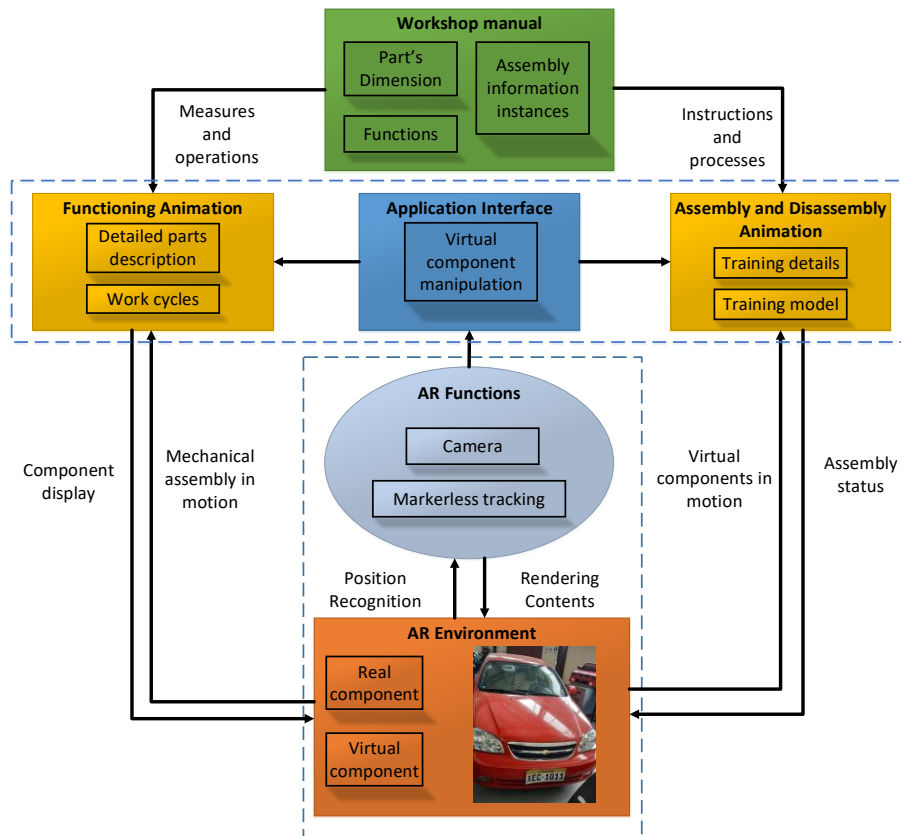 Workshop manual
Part's
Dimension
Functions
Assembly
information
instances
Measures
and
operations
Instructions
and
processes
Functioning Animation
Detailed parts
description
Work cycles
Application Interface
Virtual
component
manipulation
Assembly and Disassembly
Animation
Training details
Training model
AR Functions
Camera
Markerless tracking
Component
display
Mechanical
assembly in
motion
Virtual
components in
motion
Assembly
status
Position
Recognition
Rendering
Contents
AR Environment
Real
component
Virtual
component
XEC-1011